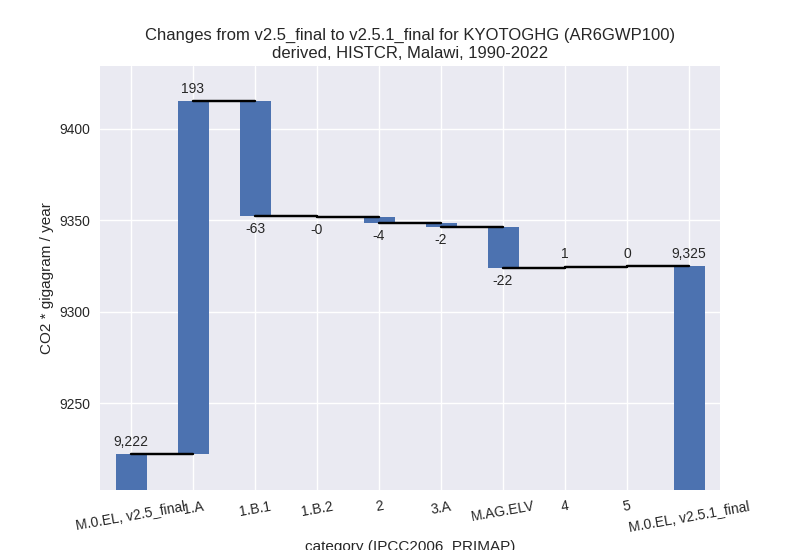 Changes from v2.5_final to v2.5.1_final for KYOTOGHG (AR6GWP100)
derived, HISTCR, Malawi, 1990-2022
CO2 * gigagram / year
9400
9350
9300
9250
9,222
193
-63
-0
-4
-2
-22
1
0
9,325
M.0.EL, v2.5_final
1.A
1.B.1
1.B.2
2
3.A
M.AG.ELV
4
5
M.0.EL, v2.5.1_final
category (IPCC2006_PRIMAP)